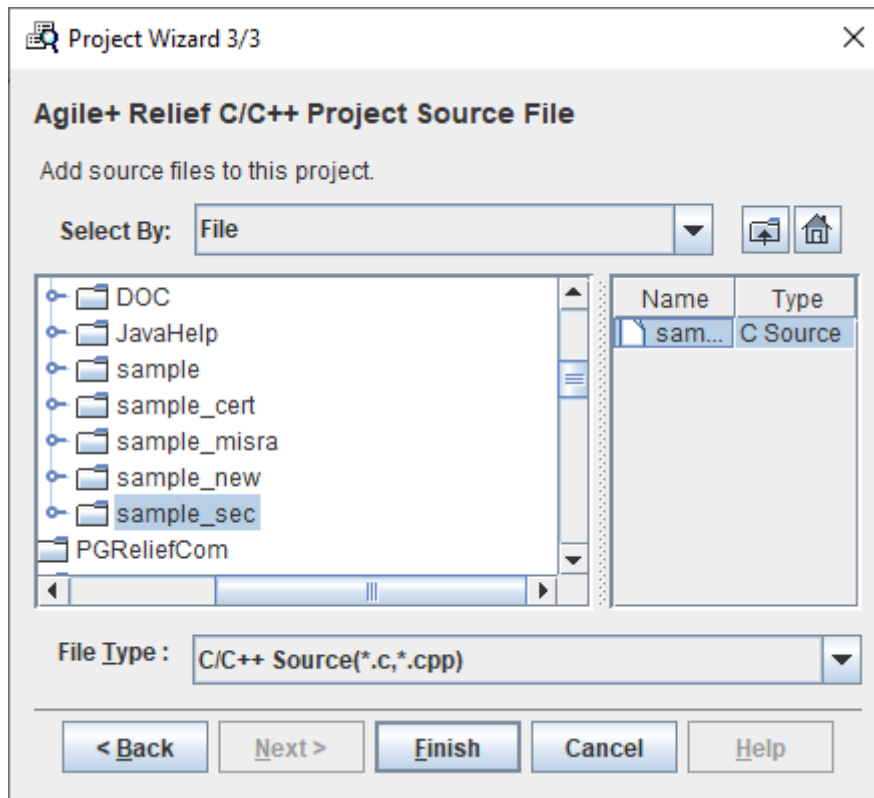 Project Wizard 3/3
Agile+ Relief C/C++ Project Source File
Add source files to this project.
Select By: File
DOC
JavaHelp
sample
sample_cert
sample_misra
sample_new
sample_sec
PGReliefCom
Name Type
sam... C Source
File Type : C/C++ Source(*.c,*.cpp)
< Back Next > Finish Cancel Help